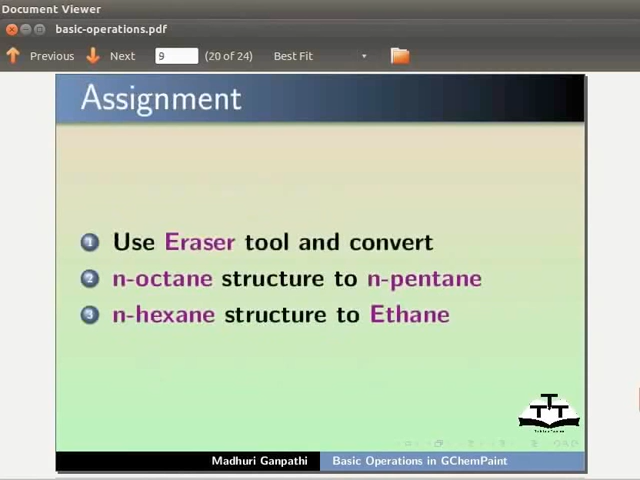 Document Viewer
basic-operations.pdf
Previous Next 9 (20 of 24) Best Fit
Assignment
1 Use Eraser tool and convert
2 n-octane structure to n-pentane
3 n-hexane structure to Ethane
Madhuri Ganpathi Basic Operations in GChemPaint